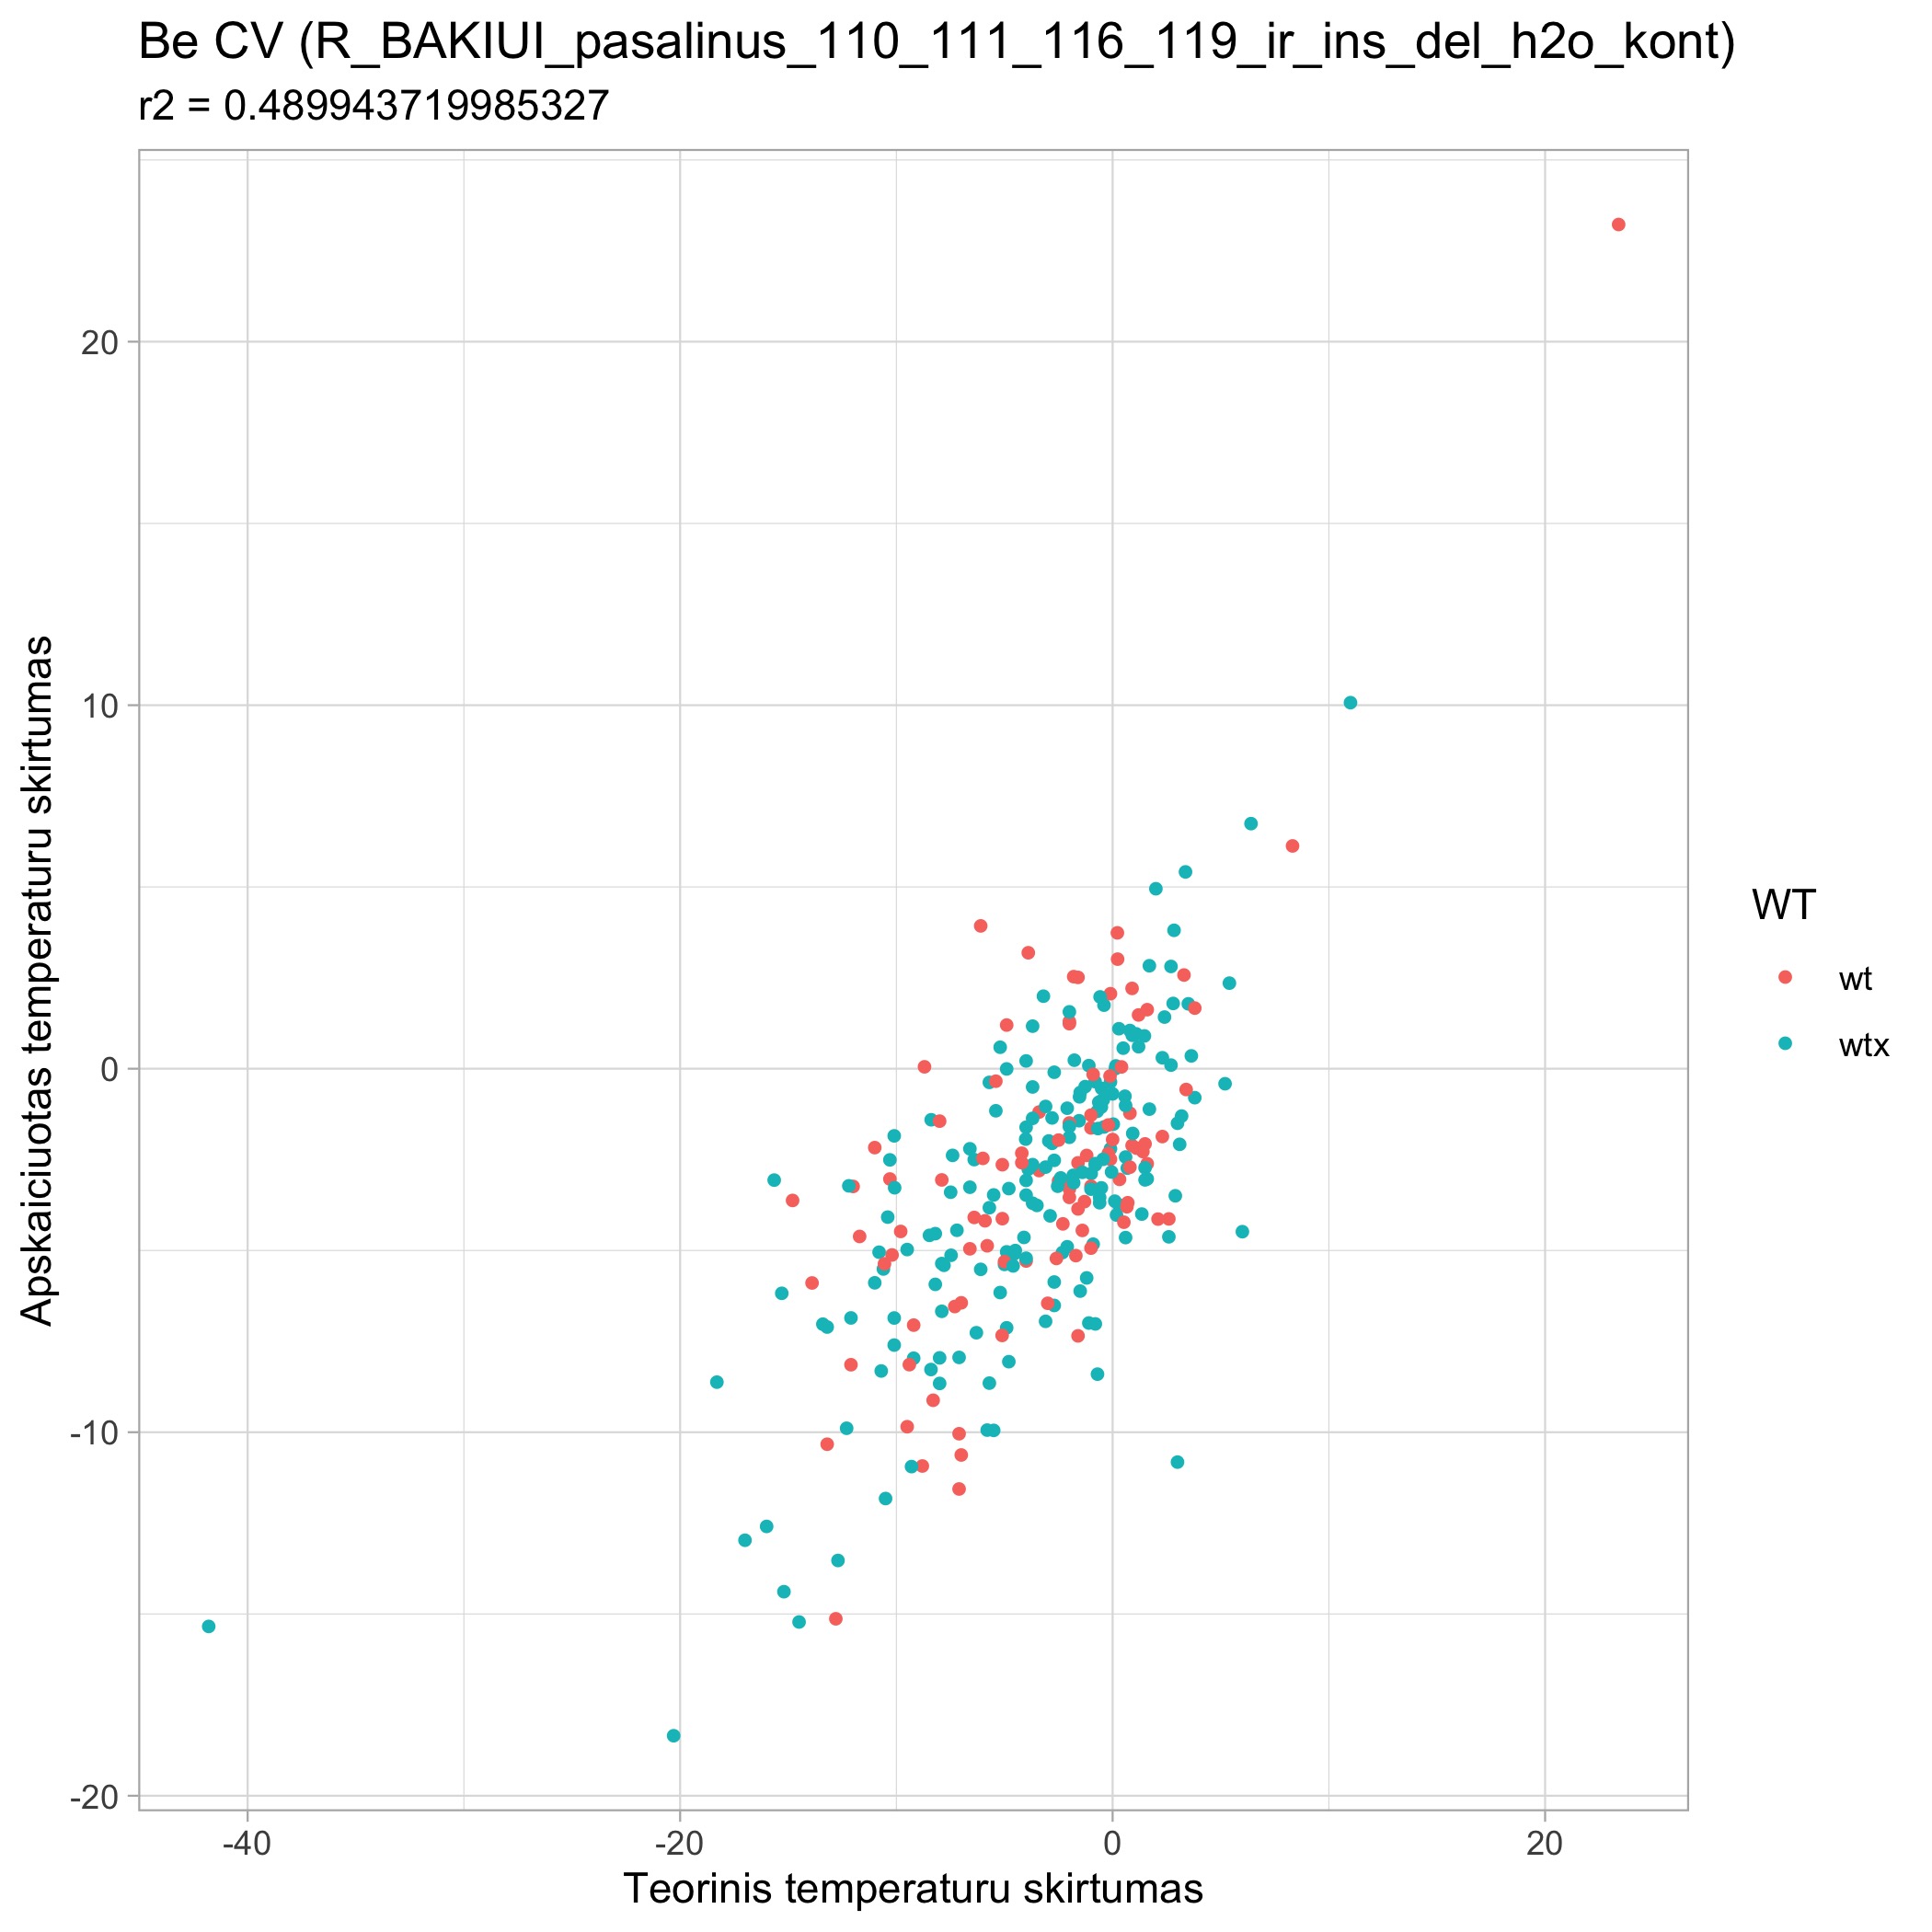 Be CV (R_BAKIUI_pasalinus_110_111_116_119_ir_ins_del_h2o_kont)
r2 = 0.489943719985327
Apskaiciuotas temperaturu skirtumas
20
10
0
-10
-20
-40
-20
0
20
Teorinis temperaturu skirtumas
WT
wt
wtx